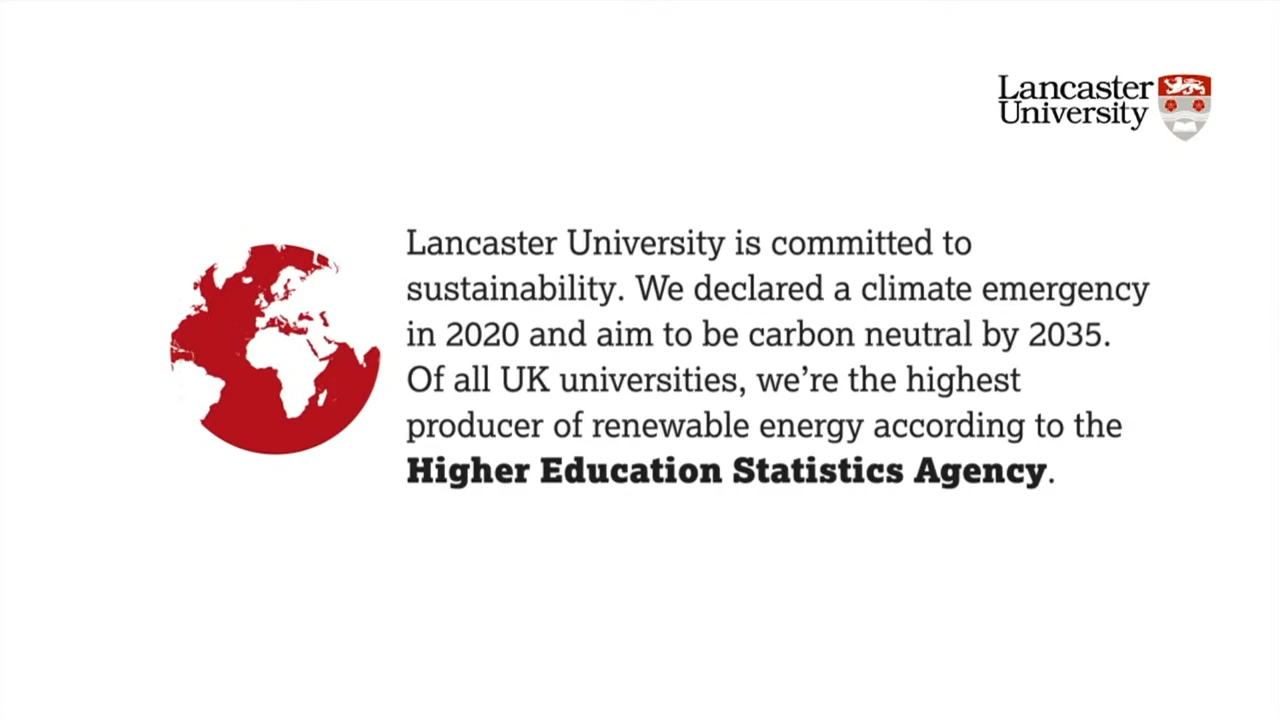 Lancaster
University
Lancaster University is committed to
sustainability. We declared a climate emergency
in 2020 and aim to be carbon neutral by 2035.
Of all UK universities, we’re the highest
producer of renewable energy according to the
Higher Education Statistics Agency.